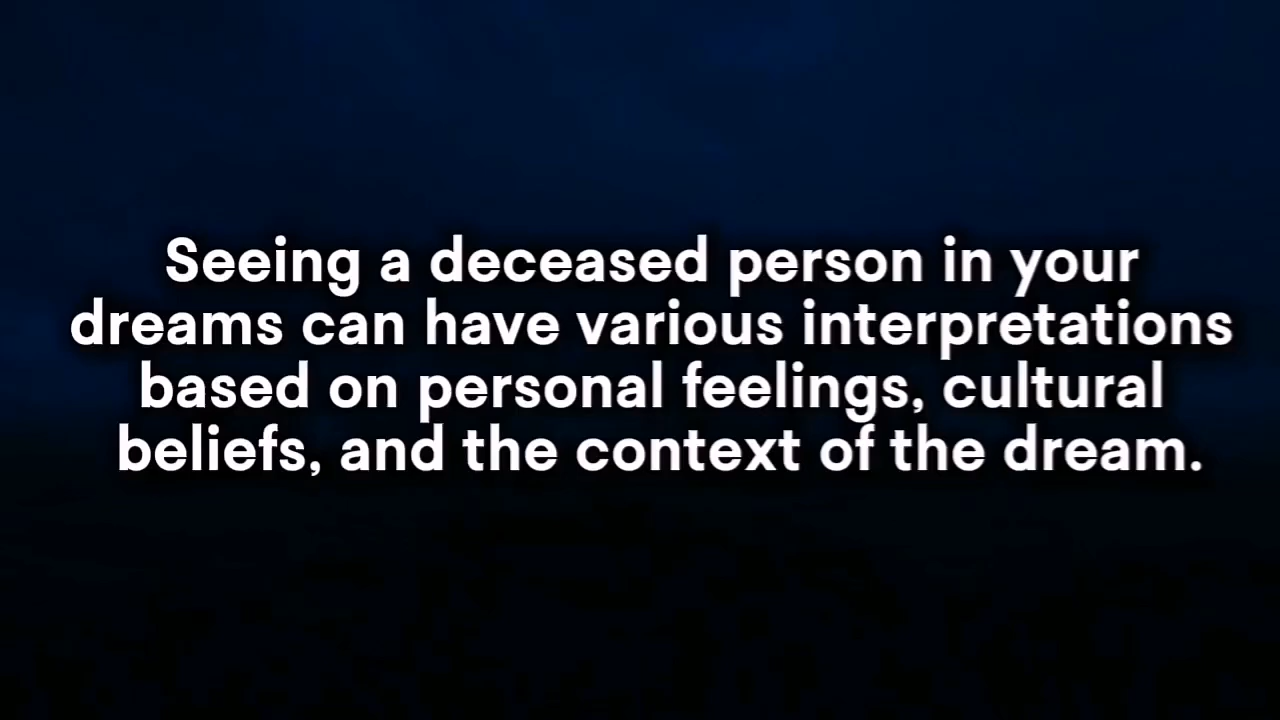 Seeing a deceased person in your
dreams can have various interpretations
based on personal feelings, cultural
beliefs, and the context of the dream.